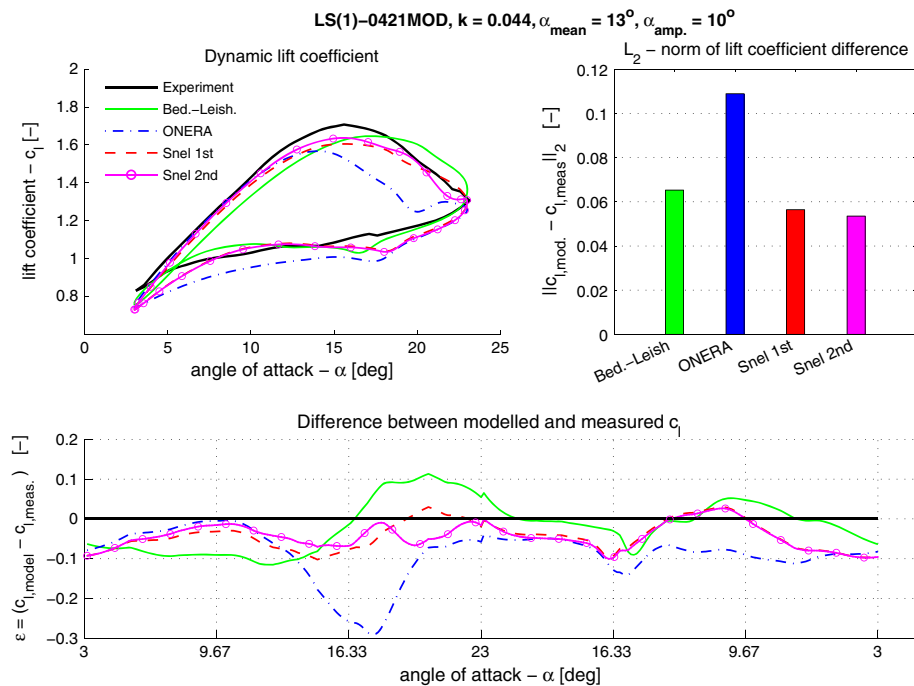 LS(1)−0421MOD, k = 0.044, α_mean = 13°, α_amp. = 10°
Dynamic lift coefficient
2
1.8
1.6
1.4
1.2
1
0.8
lift coefficient − c_l [−]
Experiment
Bed.−Leish.
ONERA
Snel 1st
Snel 2nd
0 5 10 15 20 25
angle of attack − α [deg]
L_2 − norm of lift coefficient difference
0.12
0.1
0.08
0.06
0.04
0.02
0
||c_l,mod. − c_l,meas||_2 [−]
Bed.−Leish
ONERA
Snel 1st
Snel 2nd
Difference between modelled and measured c_l
0.2
0.1
0
−0.1
−0.2
−0.3
ε = (c_l,model − c_l,meas.) [−]
3 9.67 16.33 23 16.33 9.67 3
angle of attack − α [deg]